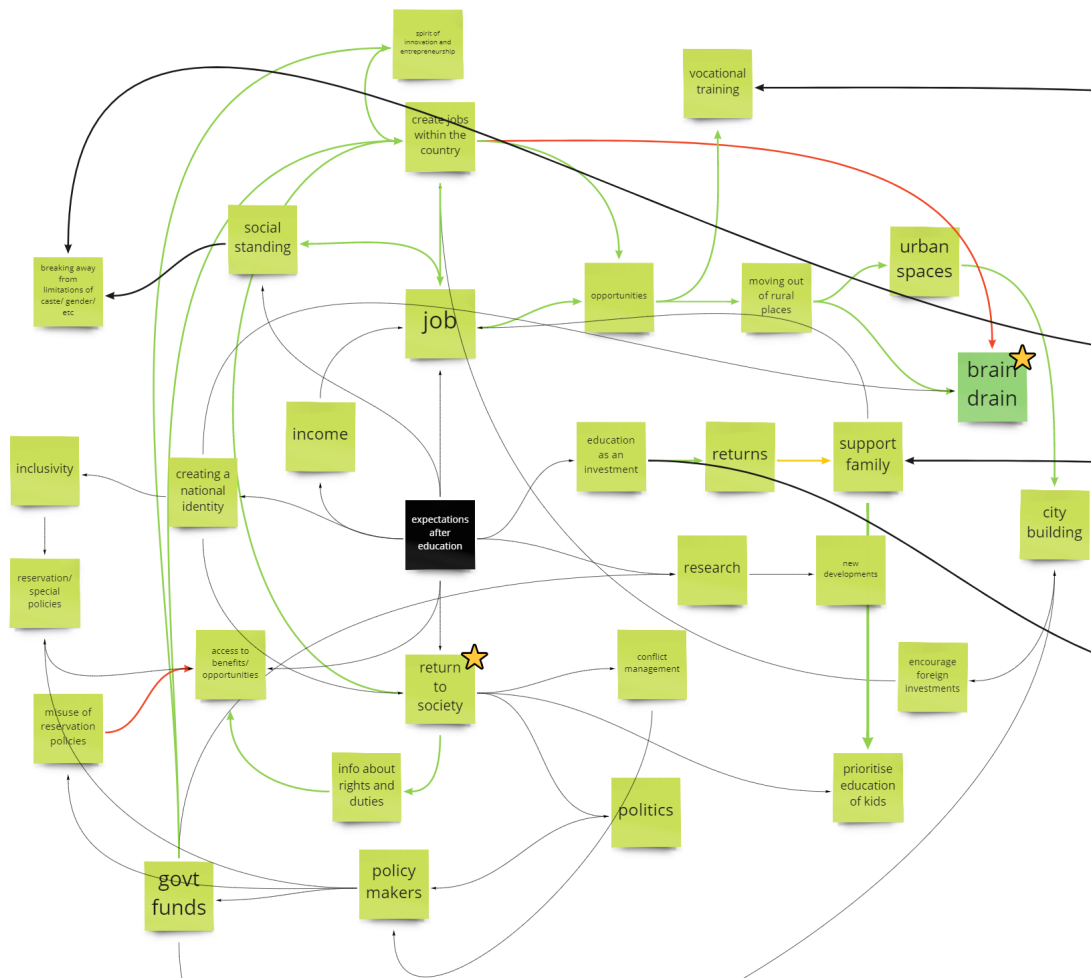 spirit of
innovation and
entrepreneurship
vocational
training
create jobs
within the
country
social
standing
urban
spaces
breaking away
from
limitations of
caste/ gender/
etc
opportunities
moving out
of rural
places
job
brain
drain
income
education
as an
investment
returns
support
family
inclusivity
creating a
national
identity
expectations
after
education
city
building
reservation/
special
policies
research
new
developments
access to
benefits/
opportunities
return
to
society
conflict
management
encourage
foreign
investments
misuse of
reservation
policies
info about
rights and
duties
politics
prioritise
education
of kids
govt
funds
policy
makers